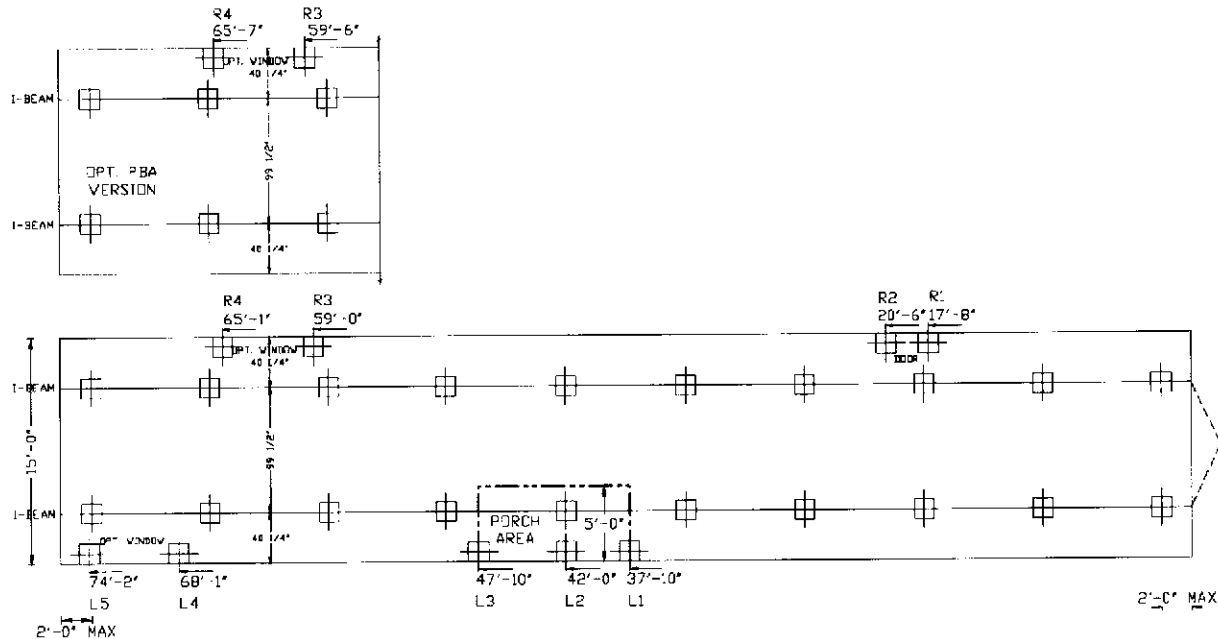 R4 R3
65'-7" 59'-6"
OPT. WINDOW
40 1/4"
I-BEAM
99 1/2"
OPT. PBA
VERSION
I-BEAM
40 1/4"
R4 R3
65'-1" 59'-0"
R2 R1
20'-6" 17'-8"
OPT. WINDOW
40 1/4"
DOOR
I-BEAM
15'-0"
99 1/2"
I-BEAM
PORCH
AREA
5'-0"
40 1/4"
OPT WINDOW
74'-2" 68'-1" 47'-10" 42'-0" 37'-10"
L5 L4 L3 L2 L1
2'-0" MAX
2'-0" MAX